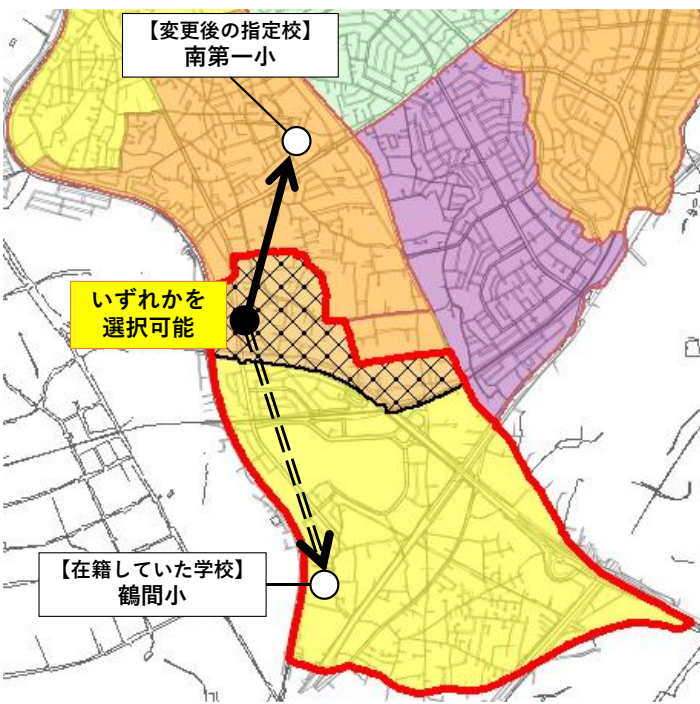 【変更後の指定校】
南第一小
いずれかを
選択可能
【在籍していた学校】
鶴間小